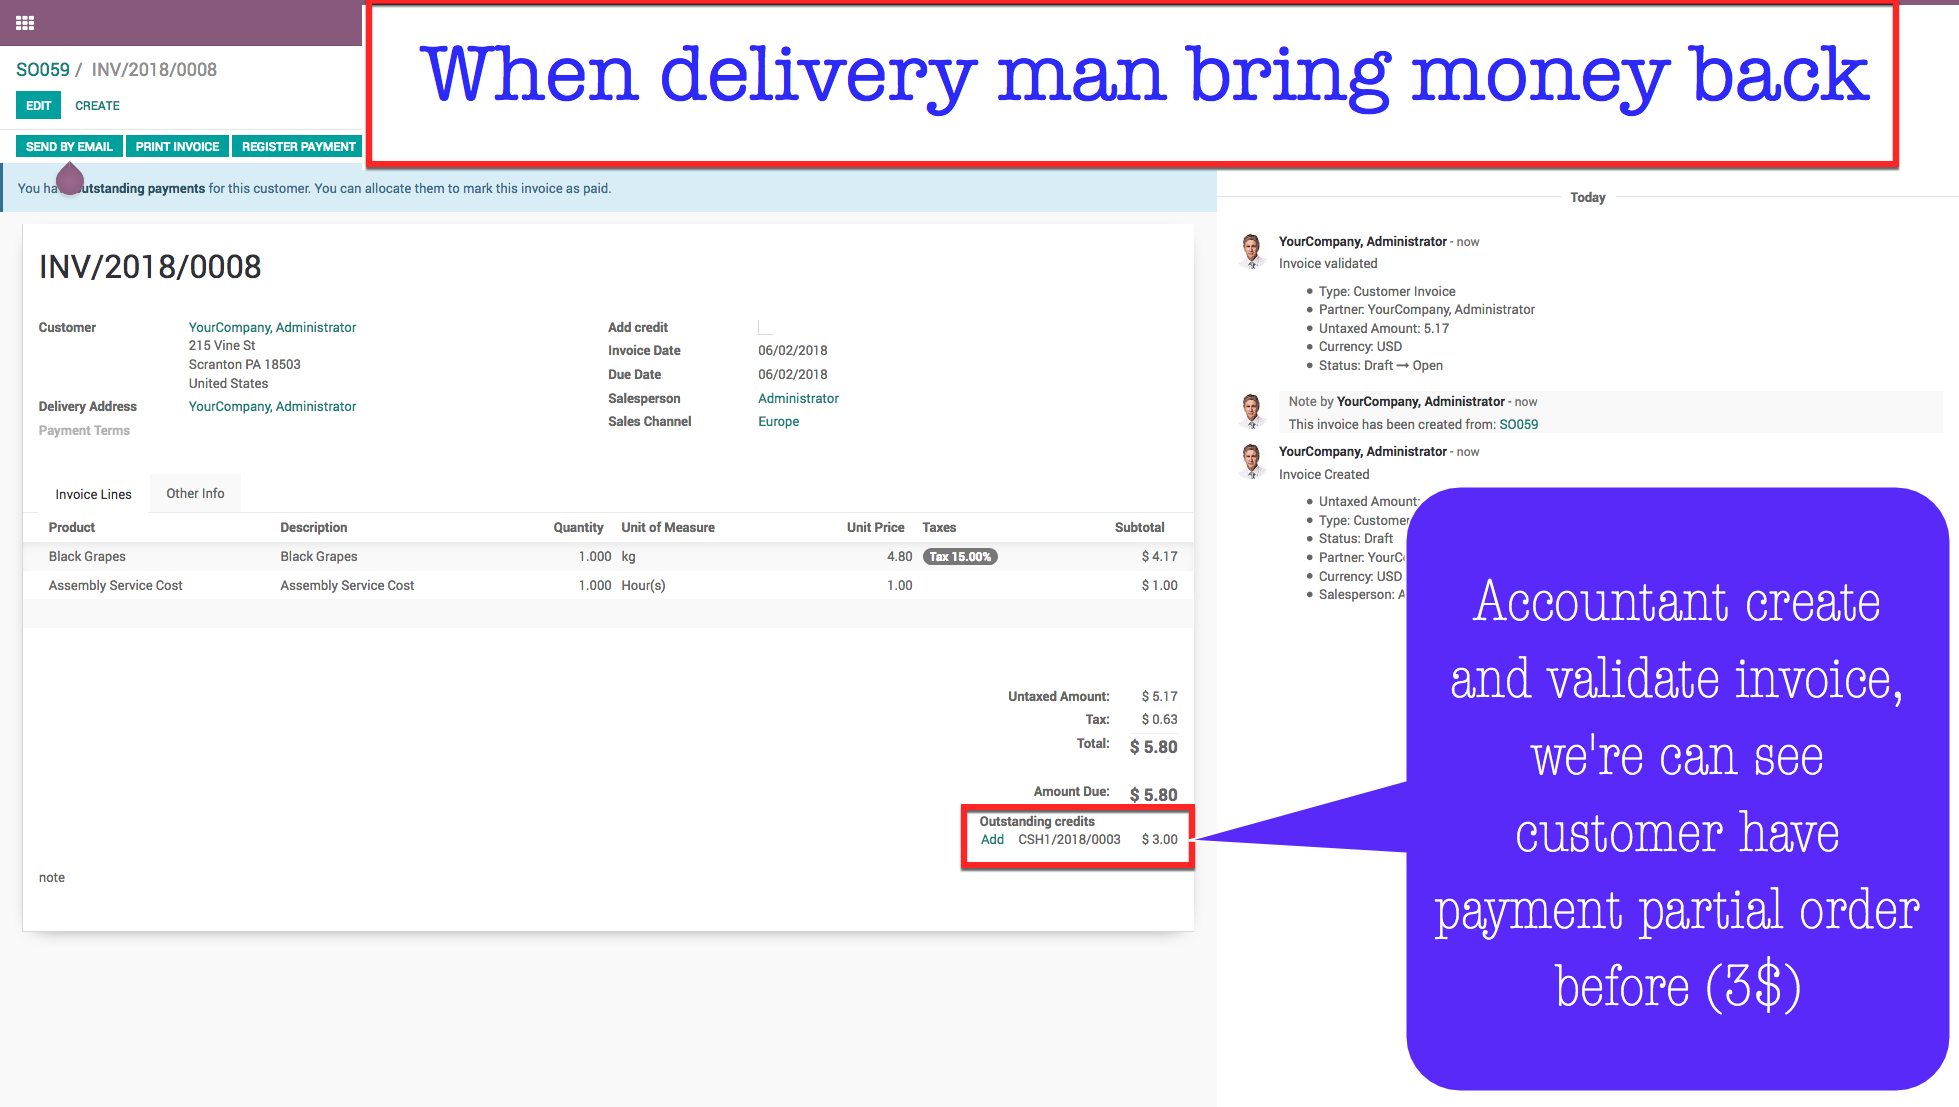 When delivery man bring money back
SO059 / INV/2018/0008
EDIT CREATE
SEND BY EMAIL PRINT INVOICE REGISTER PAYMENT
You outstanding payments for this customer. You can allocate them to mark this invoice as paid.
INV/2018/0008
Customer YourCompany, Administrator
215 Vine St
Scranton PA 18503
United States
Delivery Address YourCompany, Administrator
Payment Terms
Add credit
Invoice Date 06/02/2018
Due Date 06/02/2018
Salesperson Administrator
Sales Channel Europe
Invoice Lines Other Info
Product Description Quantity Unit of Measure Unit Price Taxes Subtotal
Black Grapes Black Grapes 1.000 kg 4.80 Tax 15.00% $ 4.17
Assembly Service Cost Assembly Service Cost 1.000 Hour(s) 1.00 $ 1.00
Untaxed Amount: $ 5.17
Tax: $ 0.63
Total: $ 5.80
Amount Due: $ 5.80
Outstanding credits
Add CSH1/2018/0003 $ 3.00
note
Today
YourCompany, Administrator - now
Invoice validated
• Type: Customer Invoice
• Partner: YourCompany, Administrator
• Untaxed Amount: 5.17
• Currency: USD
• Status: Draft → Open
Note by YourCompany, Administrator - now
This invoice has been created from: SO059
YourCompany, Administrator - now
Invoice Created
• Untaxed Amount:
• Type: Customer
• Status: Draft
• Partner:
• Currency: USD
• Salesperson:
Accountant create
and validate invoice,
we're can see
customer have
payment partial order
before (3$)